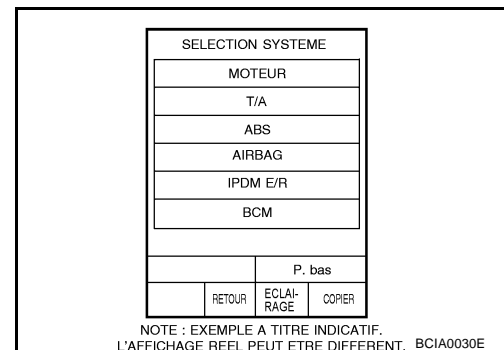 SELECTION SYSTEME
MOTEUR
T/A
ABS
AIRBAG
IPDM E/R
BCM
P. bas
RETOUR
ECLAI-
RAGE
COPIER
NOTE : EXEMPLE A TITRE INDICATIF.
L'AFFICHAGE REEL PEUT ETRE DIFFERENT.
BCIA0030E